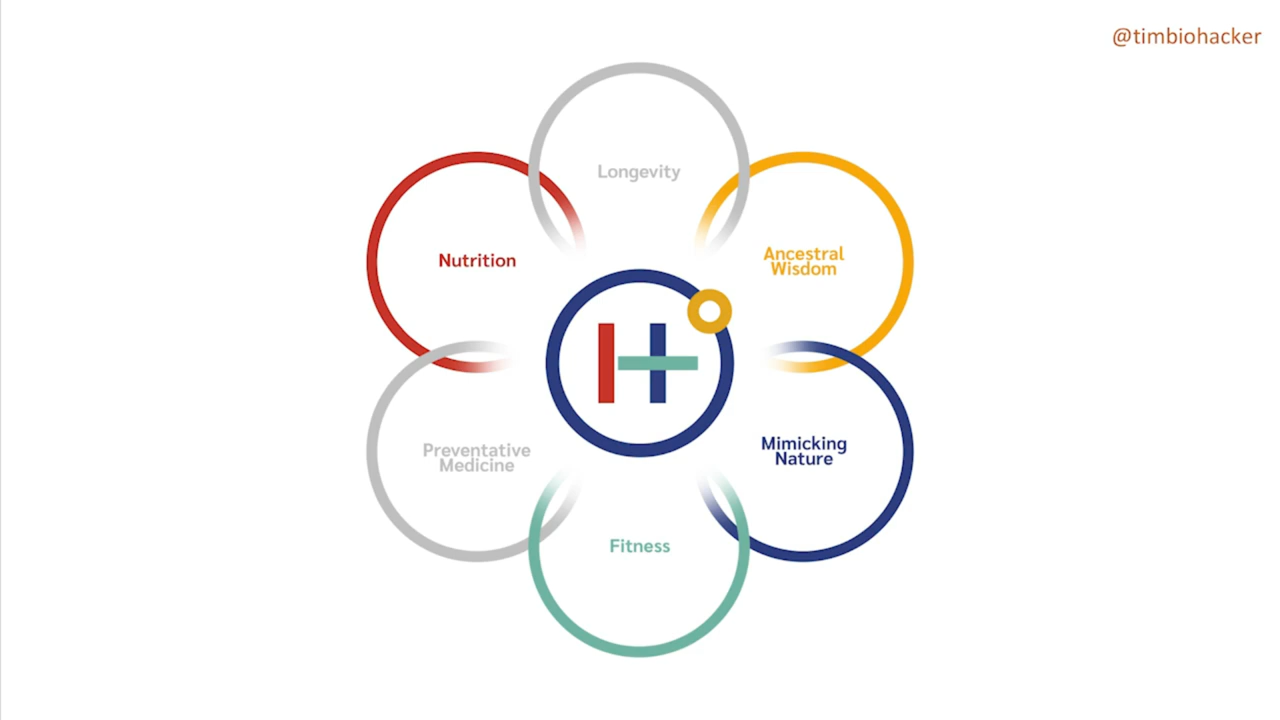 @timbiohacker
Longevity
Nutrition
Ancestral
Wisdom
H
Mimicking
Nature
Preventative
Medicine
Fitness